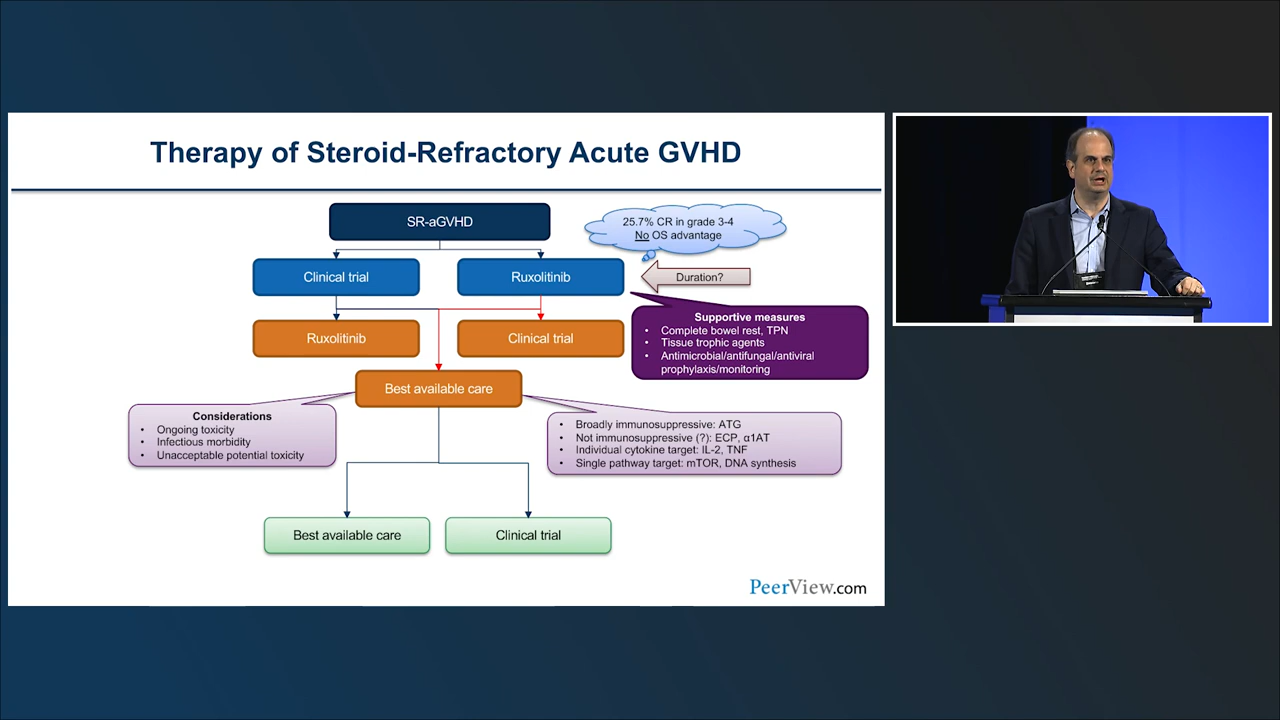 Therapy of Steroid-Refractory Acute GVHD
SR-aGVHD
25.7% CR in grade 3-4
No OS advantage
Clinical trial
Ruxolitinib
Duration?
Supportive measures
• Complete bowel rest, TPN
• Tissue trophic agents
• Antimicrobial/antifungal/antiviral
prophylaxis/monitoring
Ruxolitinib
Clinical trial
Best available care
Considerations
• Ongoing toxicity
• Infectious morbidity
• Unacceptable potential toxicity
• Broadly immunosuppressive: ATG
• Not immunosuppressive (?): ECP, α1AT
• Individual cytokine target: IL-2, TNF
• Single pathway target: mTOR, DNA synthesis
Best available care
Clinical trial
PeerView.com